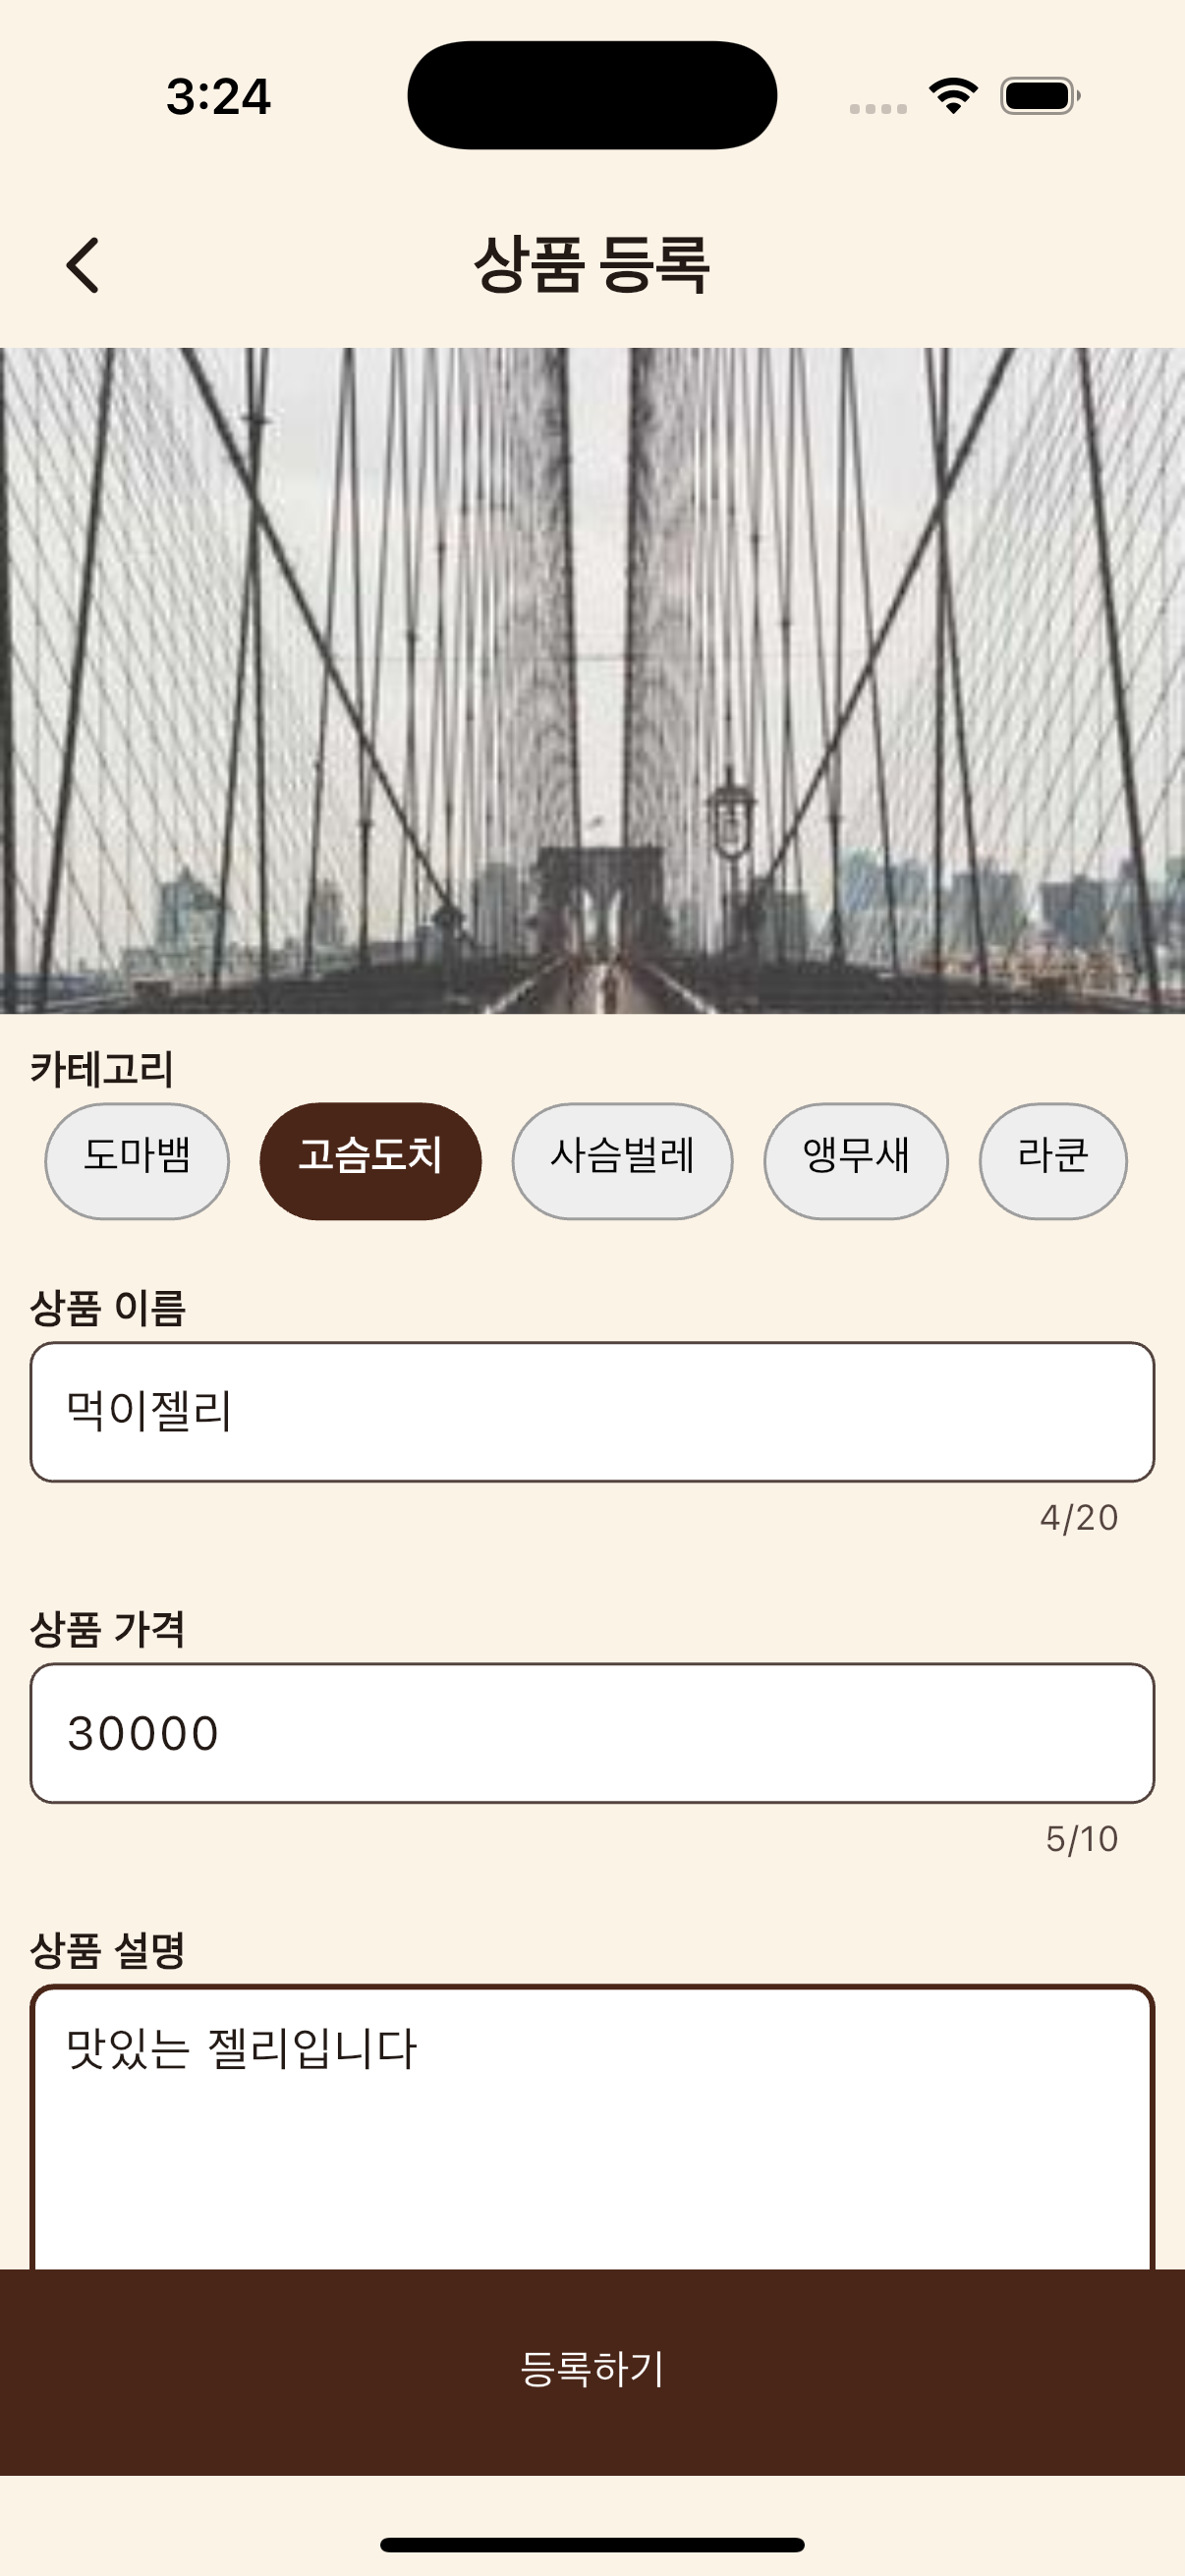 3:24
상품 등록
카테고리
도마뱀 고슴도치 사슴벌레 앵무새 라쿤
상품 이름
먹이젤리
4/20
상품 가격
30000
5/10
상품 설명
맛있는 젤리입니다
등록하기